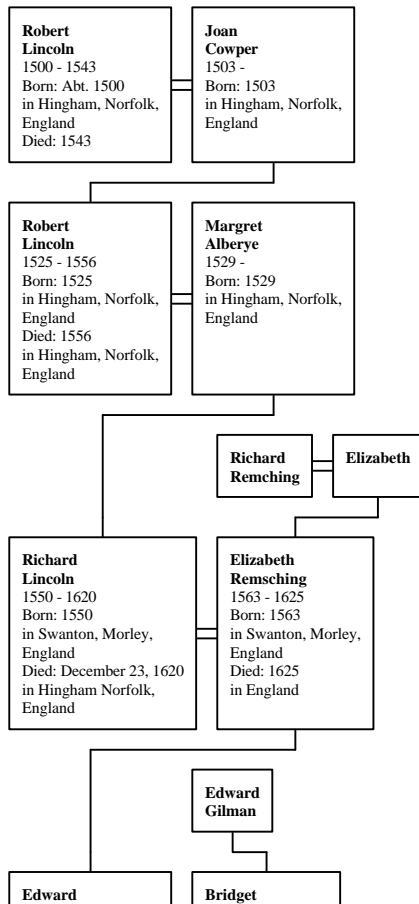 Robert
Lincoln
1500 - 1543
Born: Abt. 1500
in Hingham, Norfolk,
England
Died: 1543
Joan
Cowper
1503 -
Born: 1503
in Hingham, Norfolk,
England
Robert
Lincoln
1525 - 1556
Born: 1525
in Hingham, Norfolk,
England
Died: 1556
in Hingham, Norfolk,
England
Margret
Alberye
1529 -
Born: 1529
in Hingham, Norfolk,
England
Richard
Remching
Elizabeth
Richard
Lincoln
1550 - 1620
Born: 1550
in Swanton, Morley,
England
Died: December 23, 1620
in Hingham Norfolk,
England
Elizabeth
Remsching
1563 - 1625
Born: 1563
in Swanton, Morley,
England
Died: 1625
in England
Edward
Gilman
Edward
Bridget